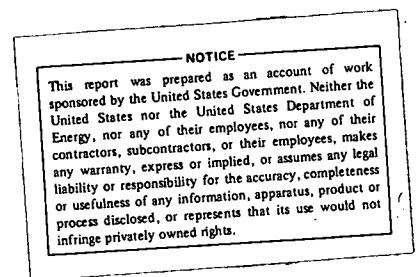 NOTICE
This report was prepared as an account of work
sponsored by the United States Government. Neither the
United States nor the United States Department of
Energy, nor any of their employees, nor any of their
contractors, subcontractors, or their employees, makes
any warranty, express or implied, or assumes any legal
liability or responsibility for the accuracy, completeness
or usefulness of any information, apparatus, product or
process disclosed, or represents that its use would not
infringe privately owned rights.